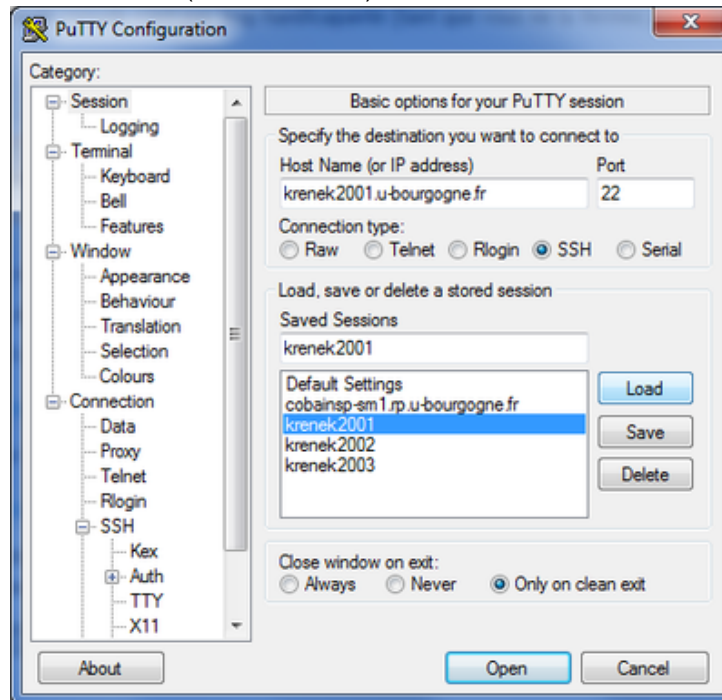 PuTTY Configuration
Category:
Session
Logging
Terminal
Keyboard
Bell
Features
Window
Appearance
Behaviour
Translation
Selection
Colours
Connection
Data
Proxy
Telnet
Rlogin
SSH
Kex
Auth
TTY
X11
Basic options for your PuTTY session
Specify the destination you want to connect to
Host Name (or IP address) Port
krenek2001.u-bourgogne.fr 22
Connection type:
Raw Telnet Rlogin SSH Serial
Load, save or delete a stored session
Saved Sessions
krenek2001
Default Settings
cobainsp-sm1.rp.u-bourgogne.fr
krenek2001
krenek2002
krenek2003
Load
Save
Delete
Close window on exit:
Always Never Only on clean exit
About Open Cancel